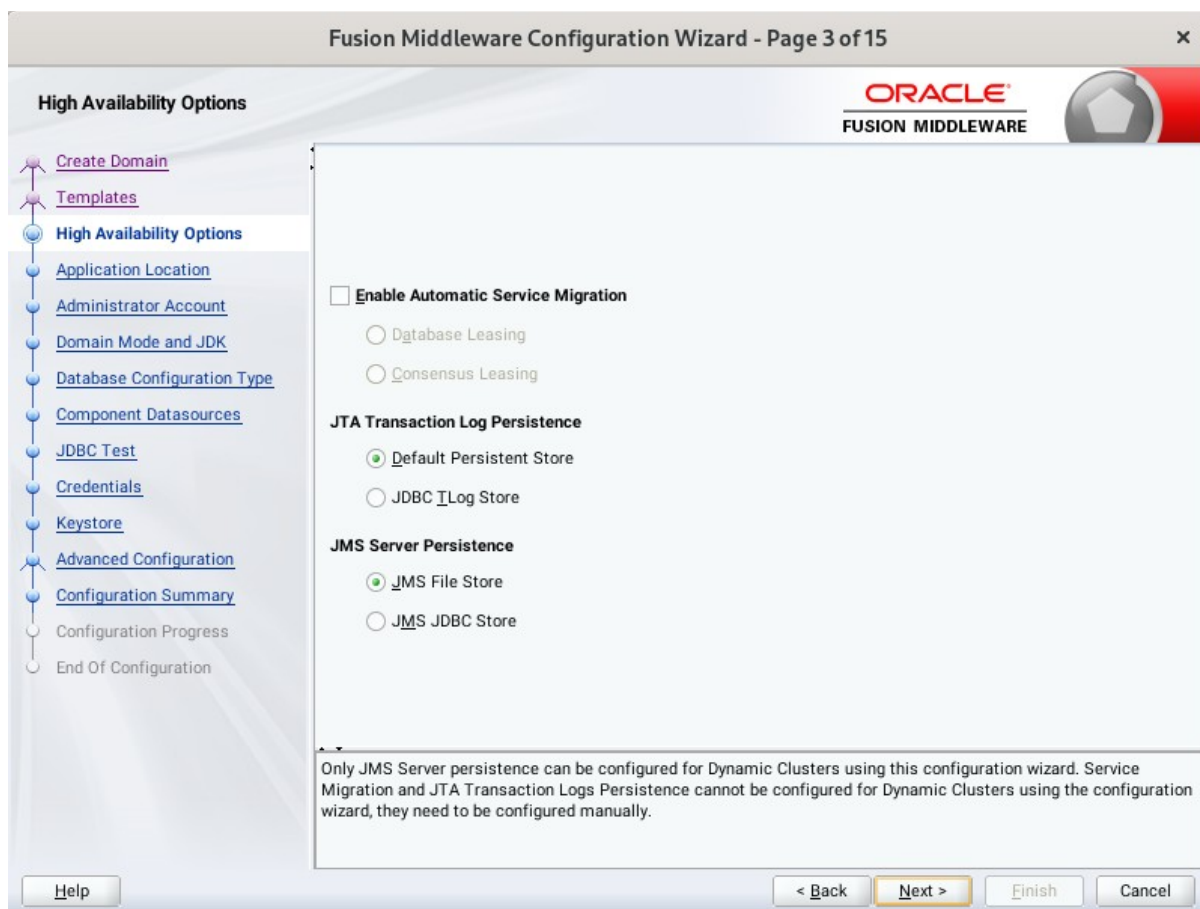 Fusion Middleware Configuration Wizard - Page 3 of 15
×
High Availability Options
ORACLE
FUSION MIDDLEWARE
Create Domain
Templates
High Availability Options
Application Location
Administrator Account
Domain Mode and JDK
Database Configuration Type
Component Datasources
JDBC Test
Credentials
Keystore
Advanced Configuration
Configuration Summary
Configuration Progress
End Of Configuration
Enable Automatic Service Migration
Database Leasing
Consensus Leasing
JTA Transaction Log Persistence
Default Persistent Store
JDBC TLog Store
JMS Server Persistence
JMS File Store
JMS JDBC Store
Only JMS Server persistence can be configured for Dynamic Clusters using this configuration wizard. Service
Migration and JTA Transaction Logs Persistence cannot be configured for Dynamic Clusters using the configuration
wizard, they need to be configured manually.
Help
< Back
Next >
Finish
Cancel